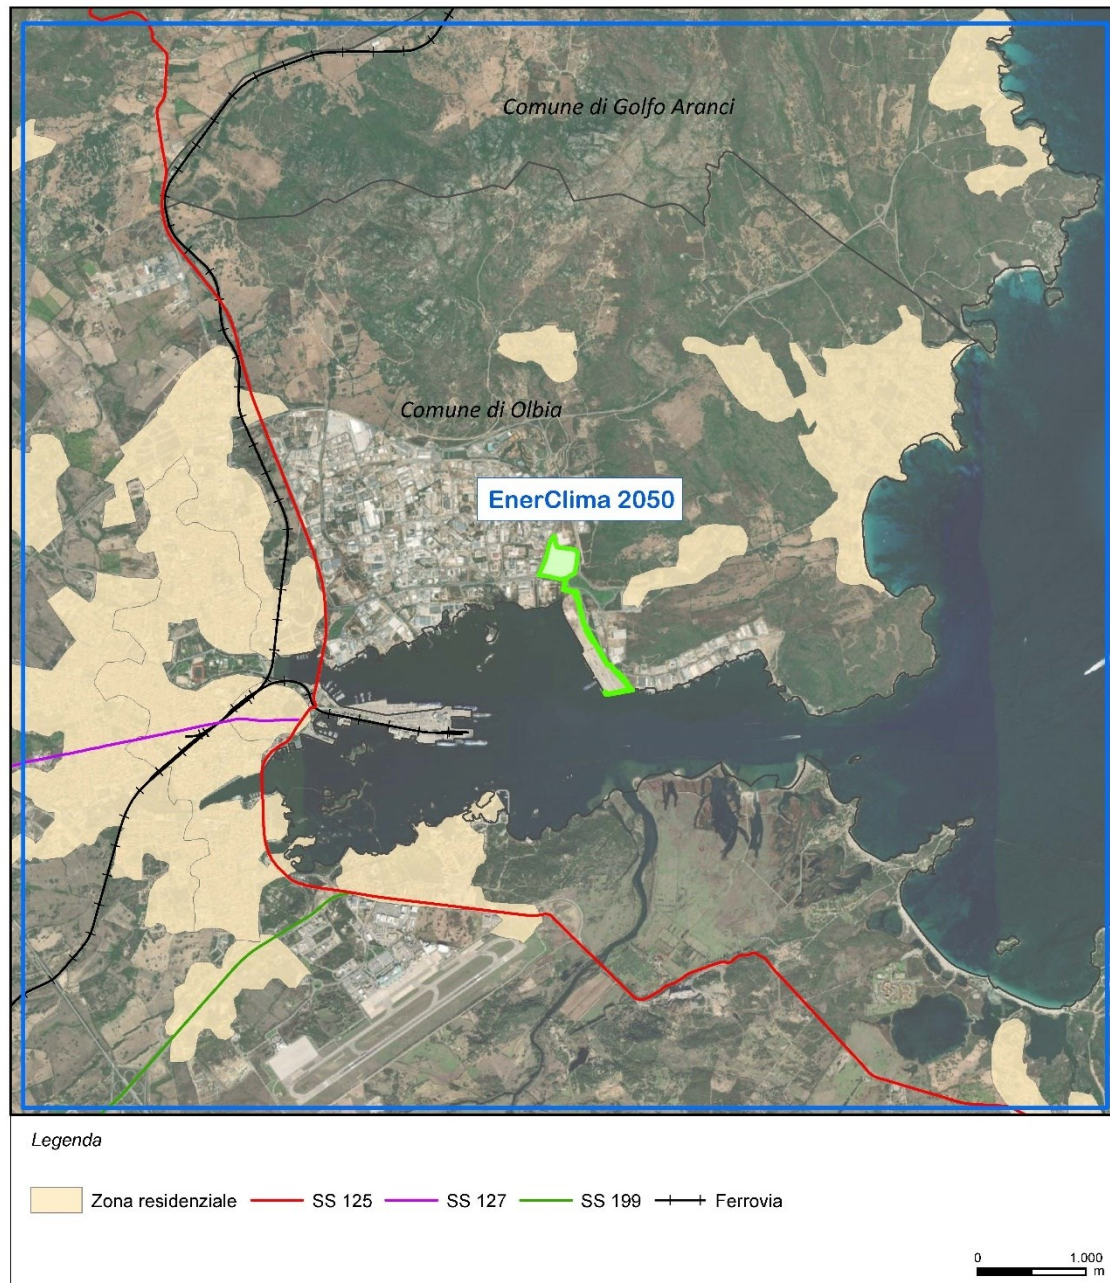 Comune di Golfo Aranci
Comune di Olbia
EnerClima 2050
Legenda
Zona residenziale SS 125 SS 127 SS 199 Ferrovia
0 1.000
m